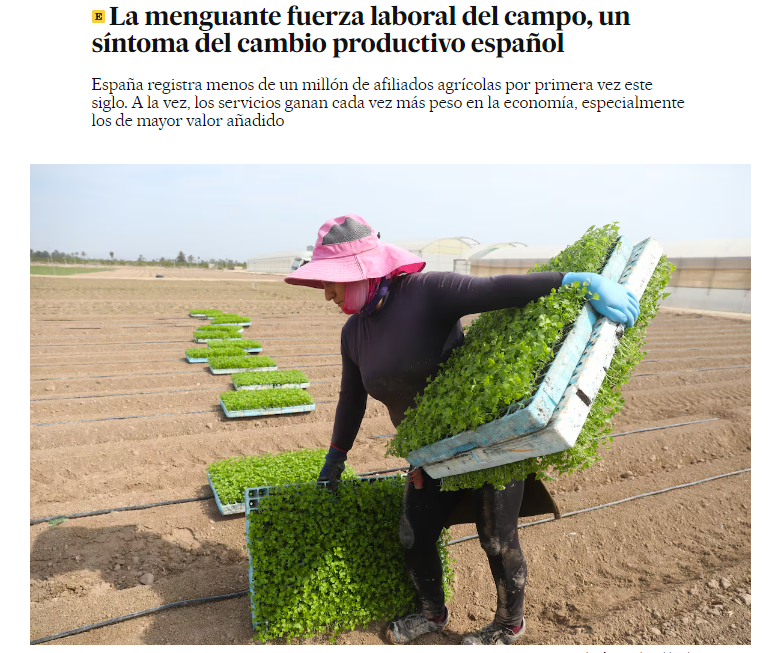 E La menguante fuerza laboral del campo, un
síntoma del cambio productivo español
España registra menos de un millón de afiliados agrícolas por primera vez este
siglo. A la vez, los servicios ganan cada vez más peso en la economía, especialmente
los de mayor valor añadido